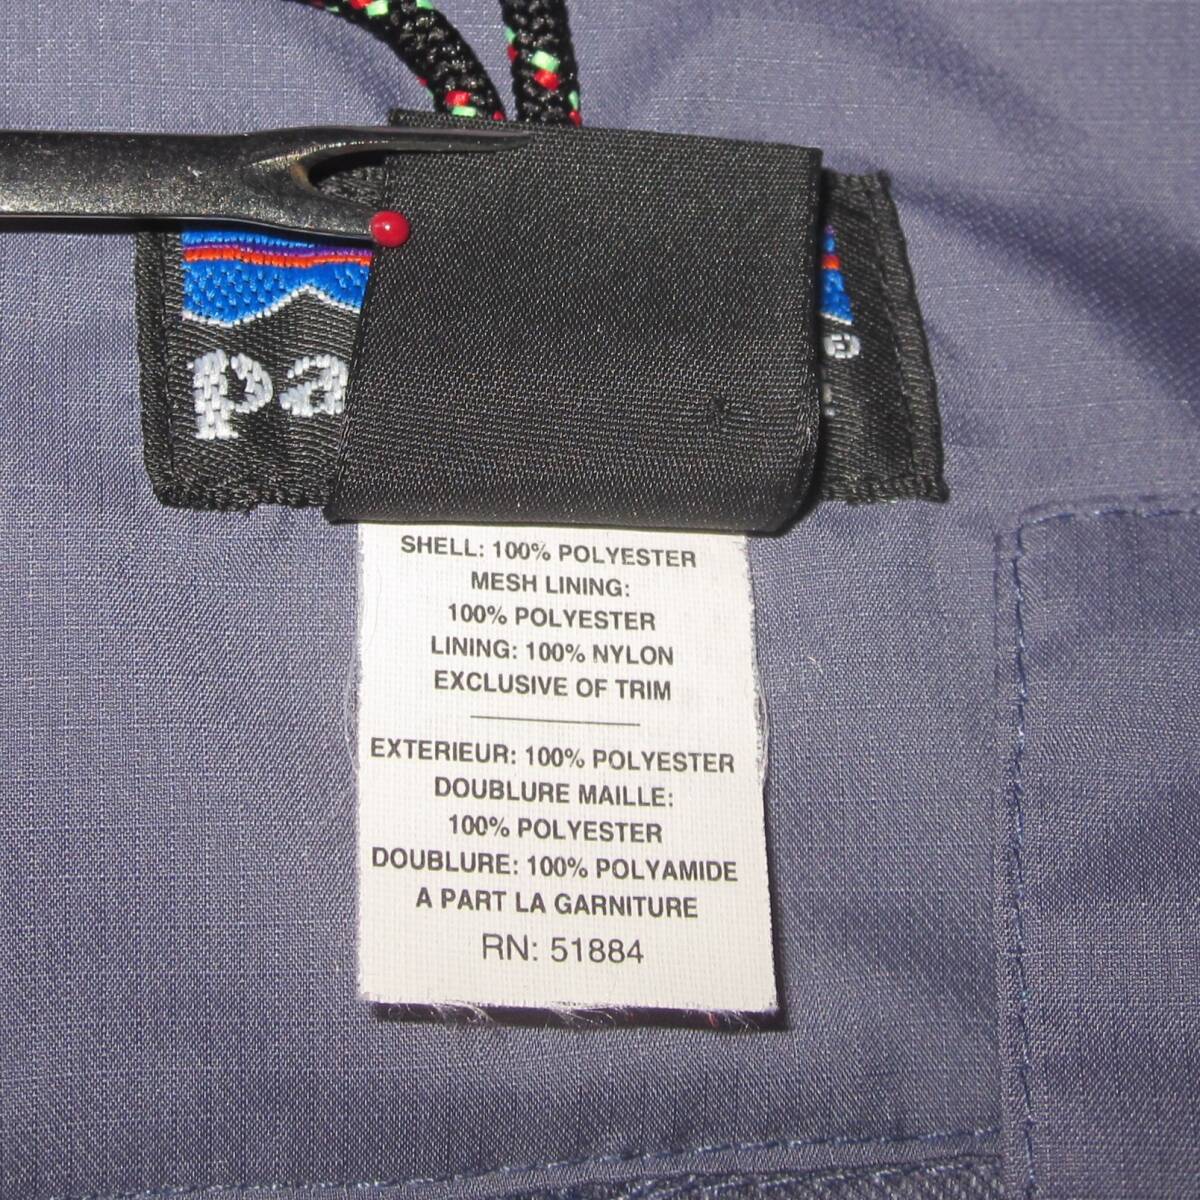 pa
SHELL: 100% POLYESTER
MESH LINING:
100% POLYESTER
LINING: 100% NYLON
EXCLUSIVE OF TRIM
EXTERIEUR: 100% POLYESTER
DOUBLURE MAILLE:
100% POLYESTER
DOUBLURE: 100% POLYAMIDE
A PART LA GARNITURE
RN: 51884